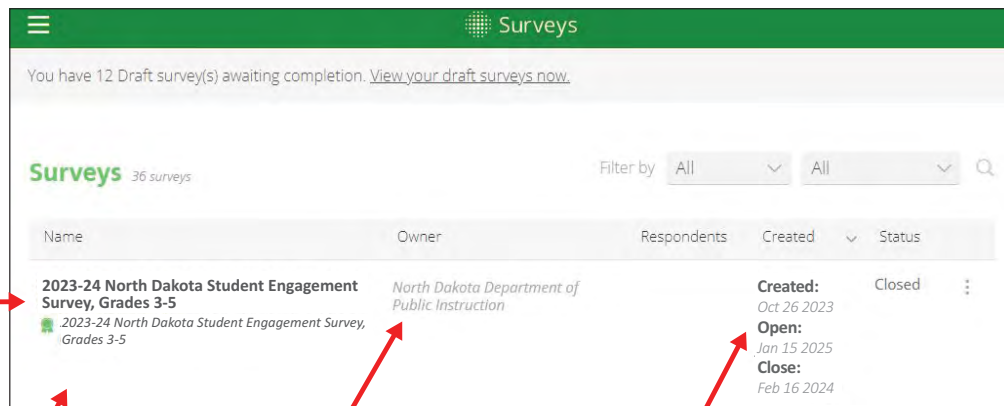 Surveys
You have 12 Draft survey(s) awaiting completion. View your draft surveys now.
Surveys 36 surveys
Filter by All All
Name Owner Respondents Created Status
2023-24 North Dakota Student Engagement
Survey, Grades 3-5
.2023-24 North Dakota Student Engagement Survey,
Grades 3-5
North Dakota Department of
Public Instruction
Created:
Oct 26 2023
Open:
Jan 15 2025
Close:
Feb 16 2024
Closed